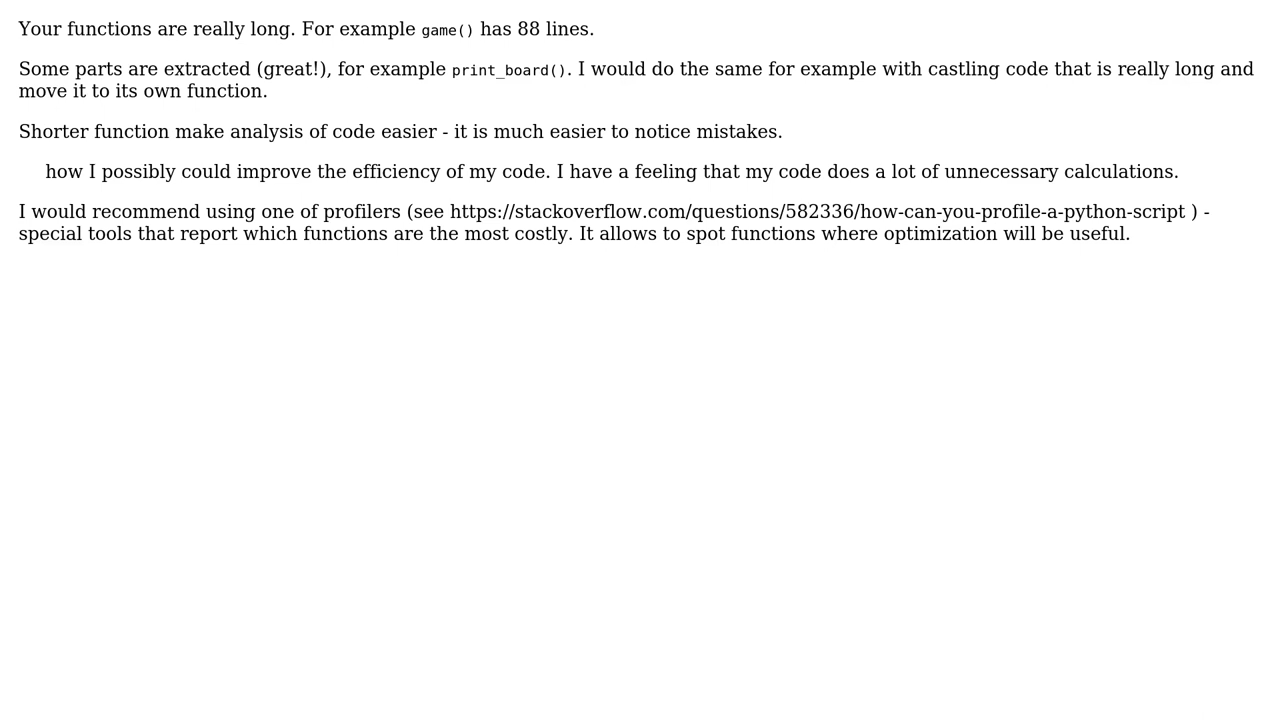 Your functions are really long. For example game() has 88 lines.
Some parts are extracted (great!), for example print_board(). I would do the same for example with castling code that is really long and
move it to its own function.
Shorter function make analysis of code easier - it is much easier to notice mistakes.
how I possibly could improve the efficiency of my code. I have a feeling that my code does a lot of unnecessary calculations.
I would recommend using one of profilers (see https://stackoverflow.com/questions/582336/how-can-you-profile-a-python-script ) -
special tools that report which functions are the most costly. It allows to spot functions where optimization will be useful.